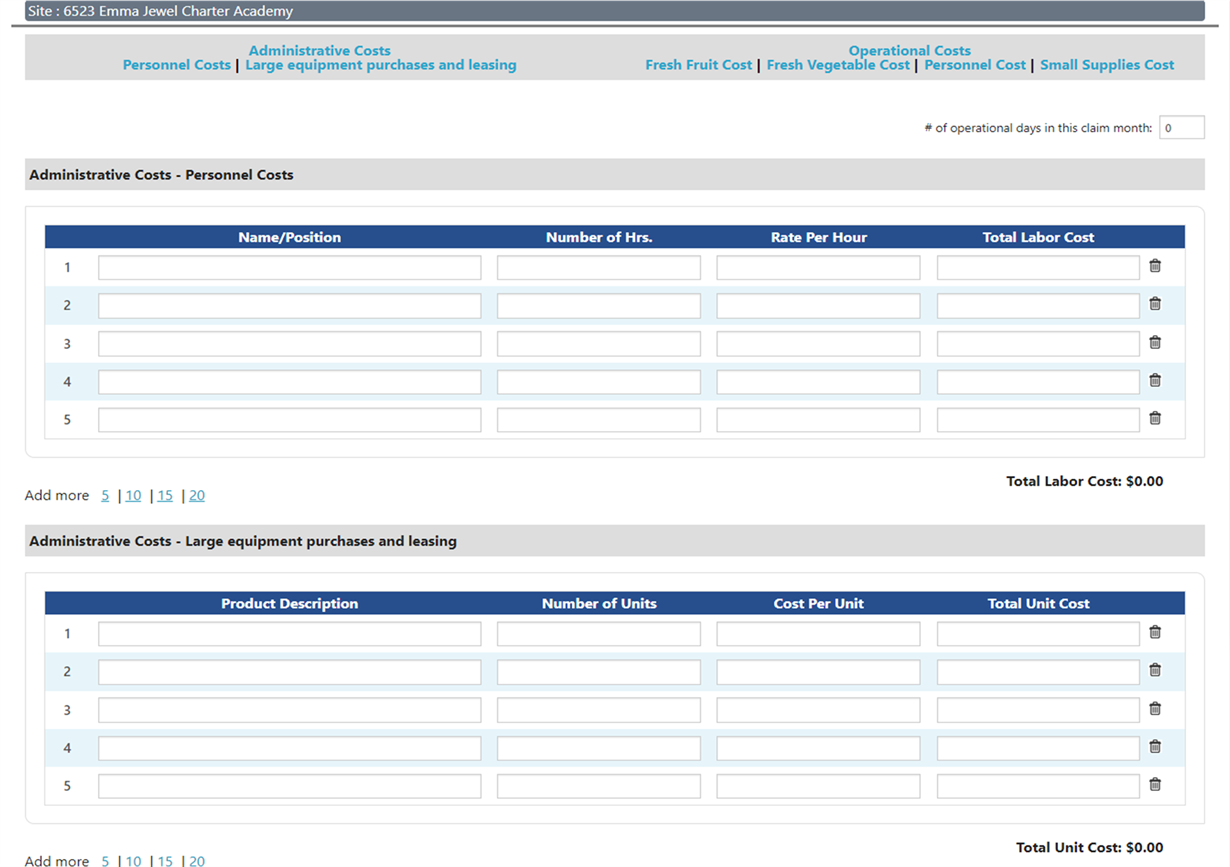 Site : 6523 Emma Jewel Charter Academy
Administrative Costs
Personnel Costs | Large equipment purchases and leasing
Operational Costs
Fresh Fruit Cost | Fresh Vegetable Cost | Personnel Cost | Small Supplies Cost
# of operational days in this claim month: 0
Administrative Costs - Personnel Costs
Name/Position Number of Hrs. Rate Per Hour Total Labor Cost
1
2
3
4
5
Total Labor Cost: $0.00
Add more 5 | 10 | 15 | 20
Administrative Costs - Large equipment purchases and leasing
Product Description Number of Units Cost Per Unit Total Unit Cost
1
2
3
4
5
Total Unit Cost: $0.00
Add more 5 | 10 | 15 | 20